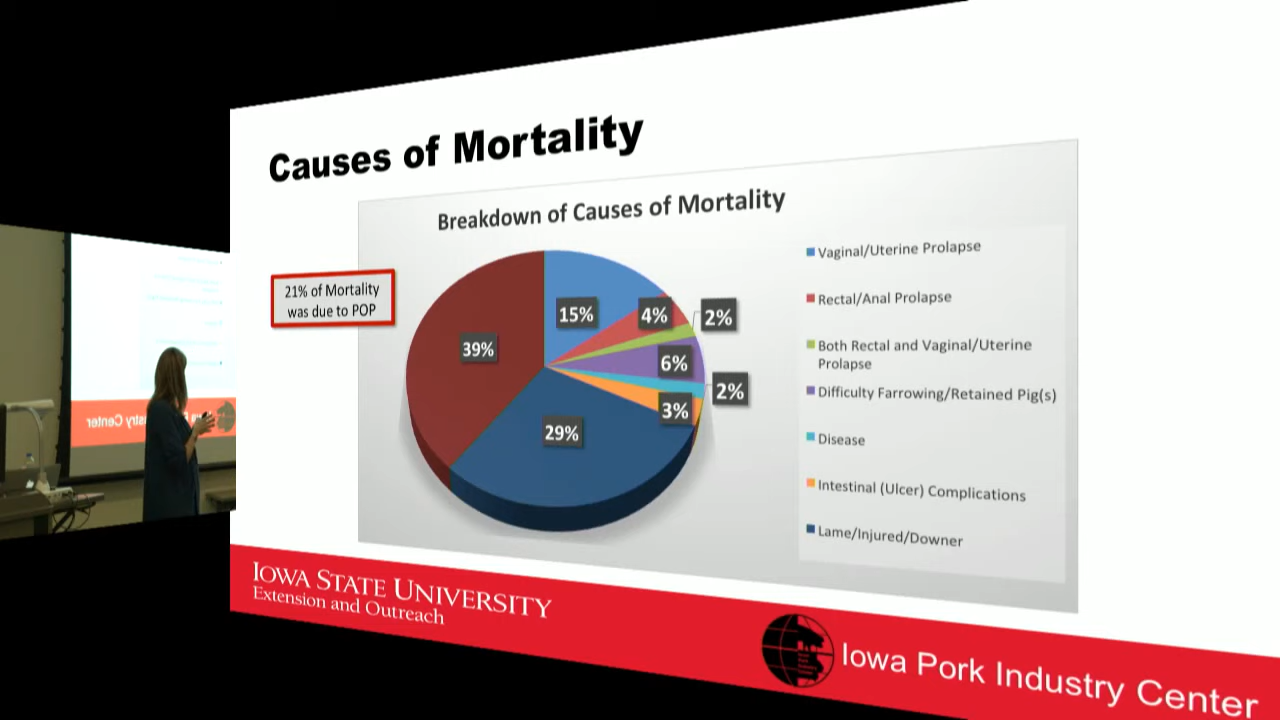 Causes of Mortality
Breakdown of Causes of Mortality
21% of Mortality
was due to POP
15%
4%
2%
6%
2%
3%
29%
39%
Vaginal/Uterine Prolapse
Rectal/Anal Prolapse
Both Rectal and Vaginal/Uterine
Prolapse
Difficulty Farrowing/Retained Pig(s)
Disease
Intestinal (Ulcer) Complications
Lame/Injured/Downer
IOWA STATE UNIVERSITY
Extension and Outreach
Iowa Pork Industry Center